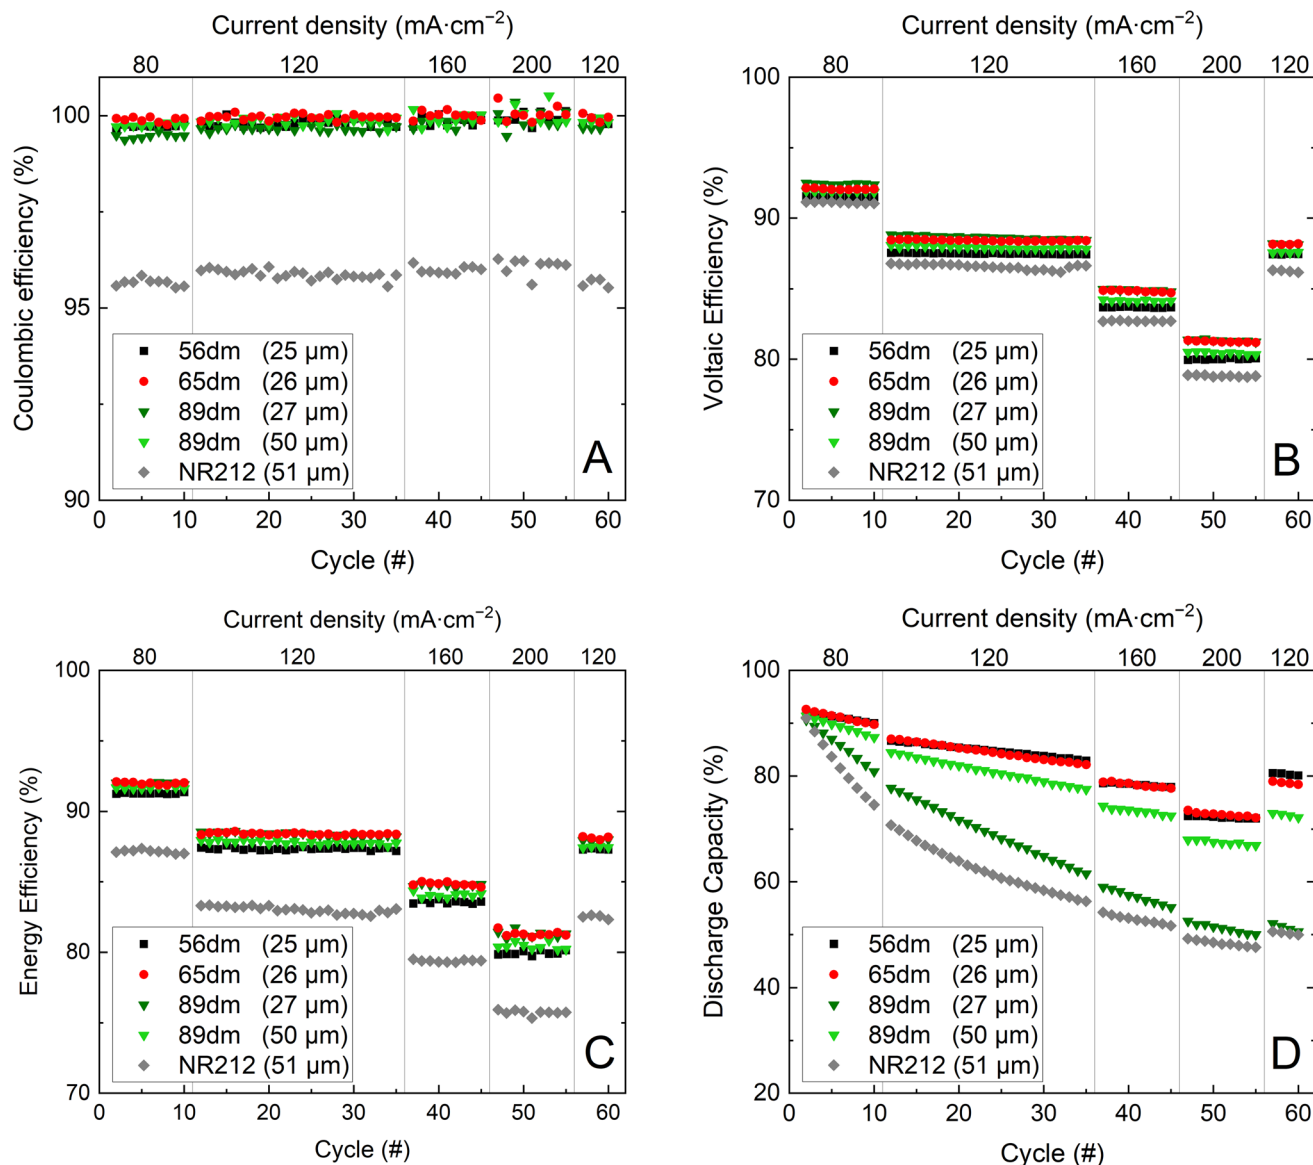 Current density (mA·cm⁻²)
80 120 160 200 120
100
95
90
Coulombic efficiency (%)
56dm (25 µm)
65dm (26 µm)
89dm (27 µm)
89dm (50 µm)
NR212 (51 µm)
A
0 10 20 30 40 50 60
Cycle (#)
Current density (mA·cm⁻²)
80 120 160 200 120
100
90
80
70
Voltaic Efficiency (%)
56dm (25 µm)
65dm (26 µm)
89dm (27 µm)
89dm (50 µm)
NR212 (51 µm)
B
0 10 20 30 40 50 60
Cycle (#)
Current density (mA·cm⁻²)
80 120 160 200 120
100
90
80
70
Energy Efficiency (%)
56dm (25 µm)
65dm (26 µm)
89dm (27 µm)
89dm (50 µm)
NR212 (51 µm)
C
0 10 20 30 40 50 60
Cycle (#)
Current density (mA·cm⁻²)
80 120 160 200 120
100
80
60
40
20
Discharge Capacity (%)
56dm (25 µm)
65dm (26 µm)
89dm (27 µm)
89dm (50 µm)
NR212 (51 µm)
D
0 10 20 30 40 50 60
Cycle (#)